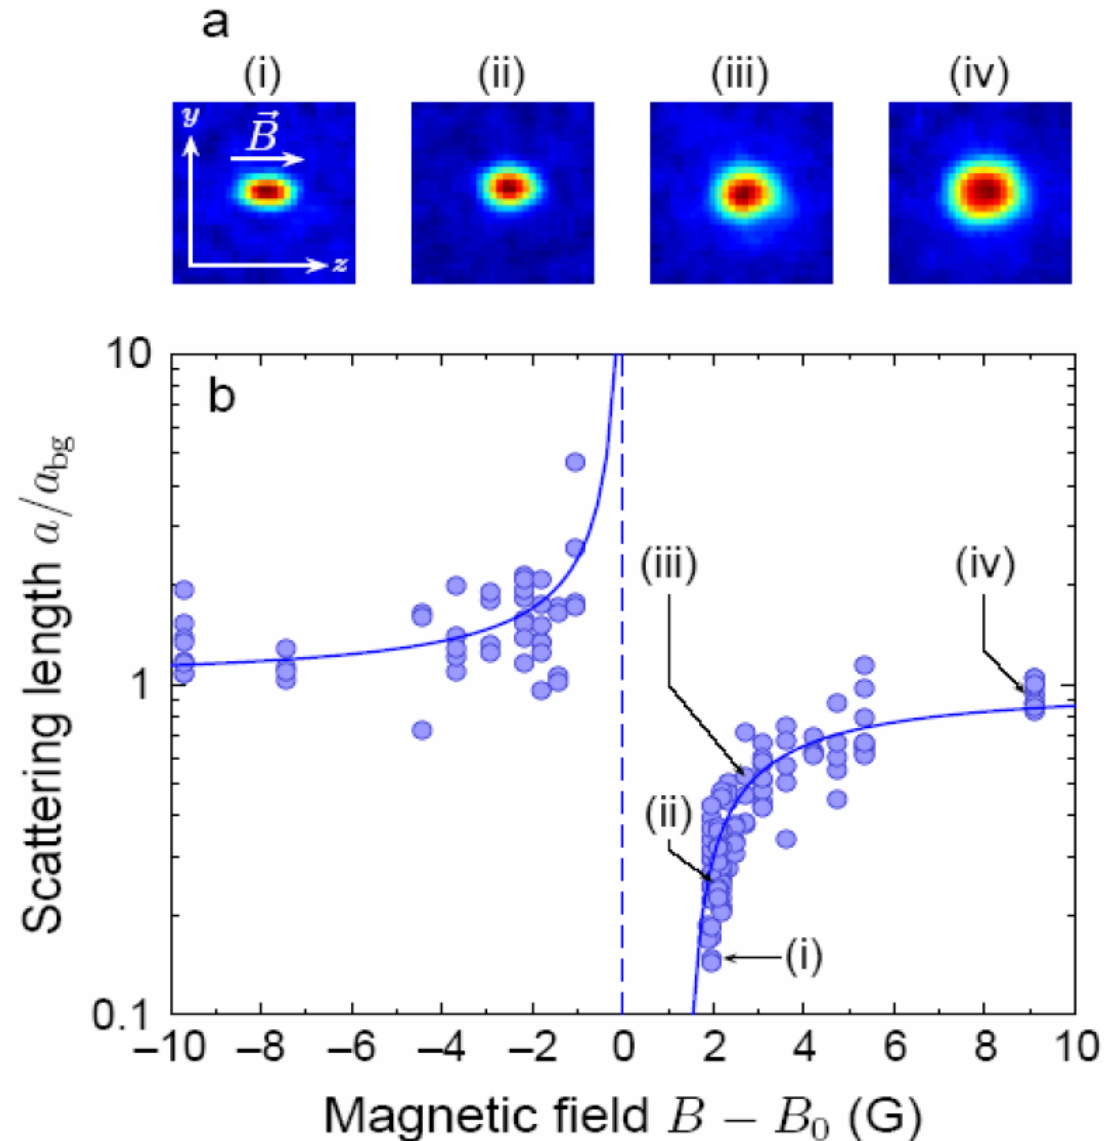 a
(i) (ii) (iii) (iv)
y
B⃗
z
b
10
1
0.1
Scattering length a/a_bg
(iii)
(iv)
(ii)
(i)
−10 −8 −6 −4 −2 0 2 4 6 8 10
Magnetic field B − B₀ (G)